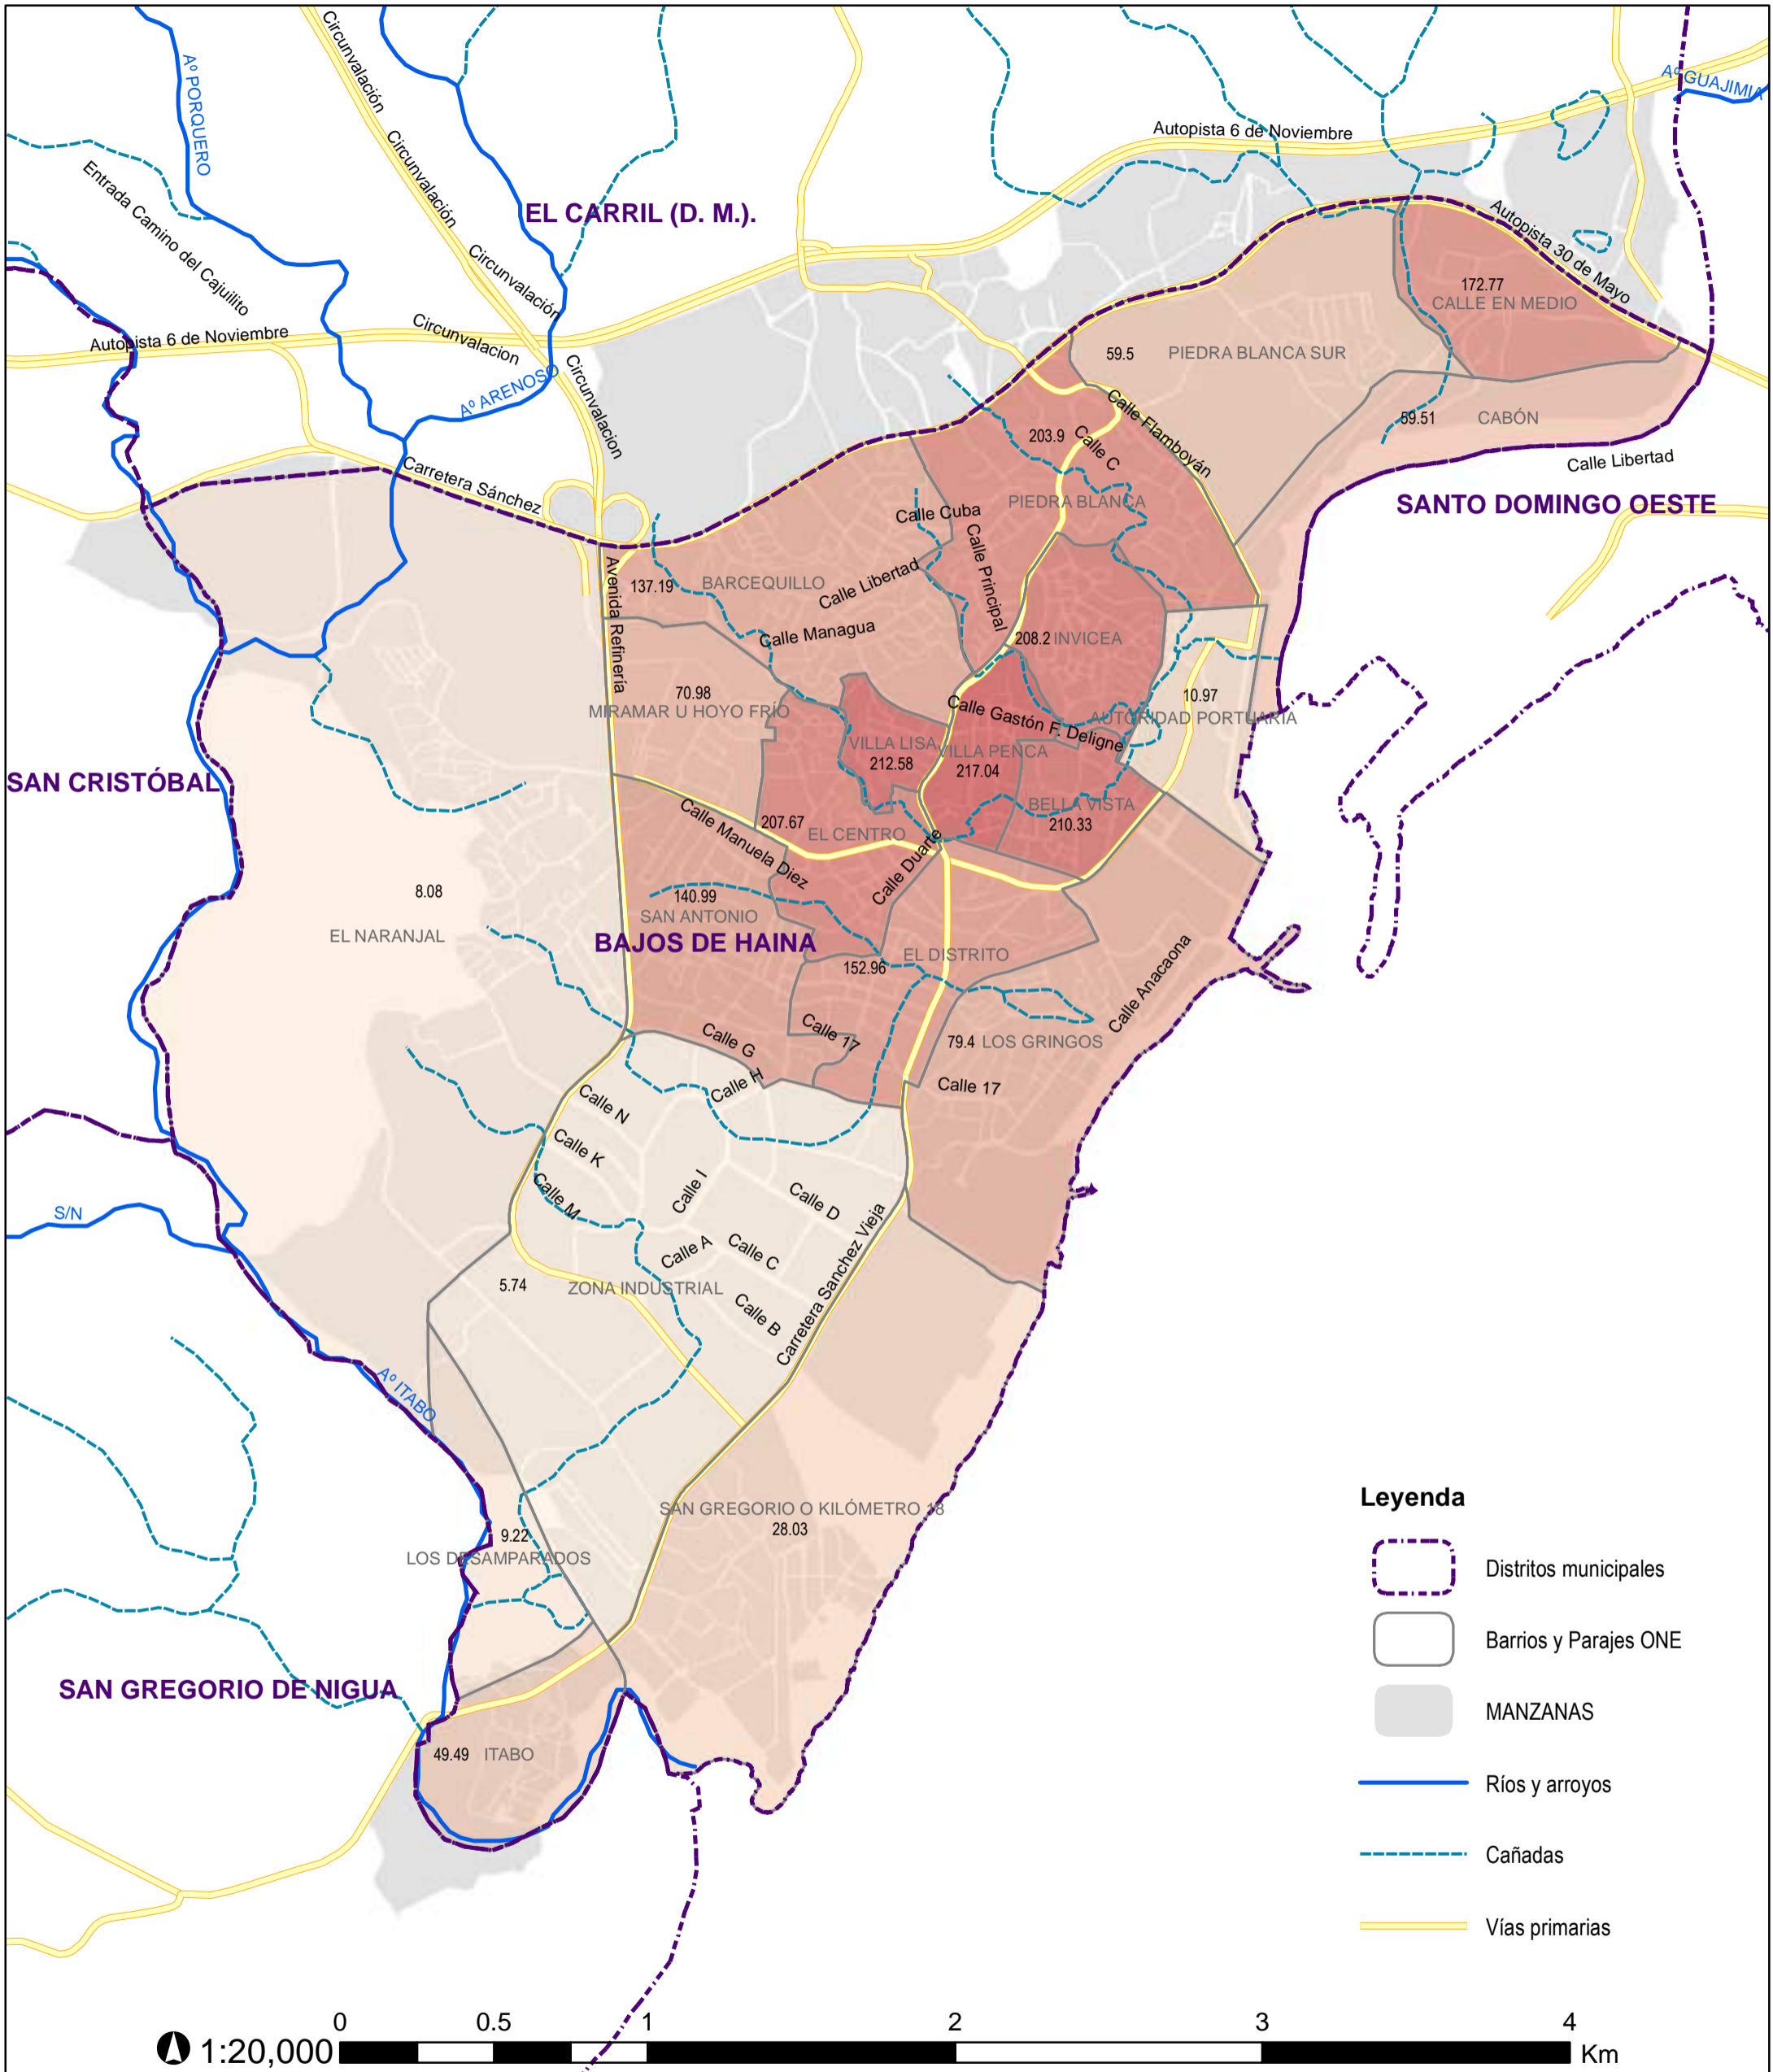 Circunvalación
Aº PORQUERO
Aº GUAJIMIA
Autopista 6 de Noviembre
Circunvalación
Entrada Camino del Cajuilito
EL CARRIL (D. M.).
Autopista 30 de Mayo
Circunvalación
172.77
CALLE EN MEDIO
Autopista 6 de Noviembre
Circunvalacion
59.5
PIEDRA BLANCA SUR
Circunvalacion
Aº ARENOSO
Calle Flamboyán
59.51
CABÓN
203.9
Calle C
Calle Libertad
Carretera Sánchez
PIEDRA BLANCA
SANTO DOMINGO OESTE
Calle Cuba
Calle Principal
Avenida Refinería
137.19
BARCEQUILLO
Calle Libertad
Calle Managua
208.2
INVICEA
70.98
MIRAMAR U HOYO FRÍO
10.97
AUTORIDAD PORTUARIA
Calle Gastón F. Deligne
VILLA LISA
212.58
VILLA PENCA
217.04
SAN CRISTÓBAL
BELLA VISTA
210.33
Calle Manuela Diez
207.67
EL CENTRO
Calle Duarte
8.08
EL NARANJAL
140.99
SAN ANTONIO
BAJOS DE HAINA
EL DISTRITO
152.96
Calle Anacaona
Calle G
Calle 17
79.4
LOS GRINGOS
Calle H
Calle 17
Calle N
Calle K
Calle M
Calle I
Calle D
S/N
Calle A
Calle C
Carretera Sanchez Vieja
5.74
ZONA INDUSTRIAL
Calle B
Aº ITABO
SAN GREGORIO O KILÓMETRO 18
28.03
9.22
LOS DESAMPARADOS
SAN GREGORIO DE NIGUA
49.49
ITABO
Leyenda
Distritos municipales
Barrios y Parajes ONE
MANZANAS
Ríos y arroyos
Cañadas
Vías primarias
0 0.5 1 2 3 4
1:20,000
Km